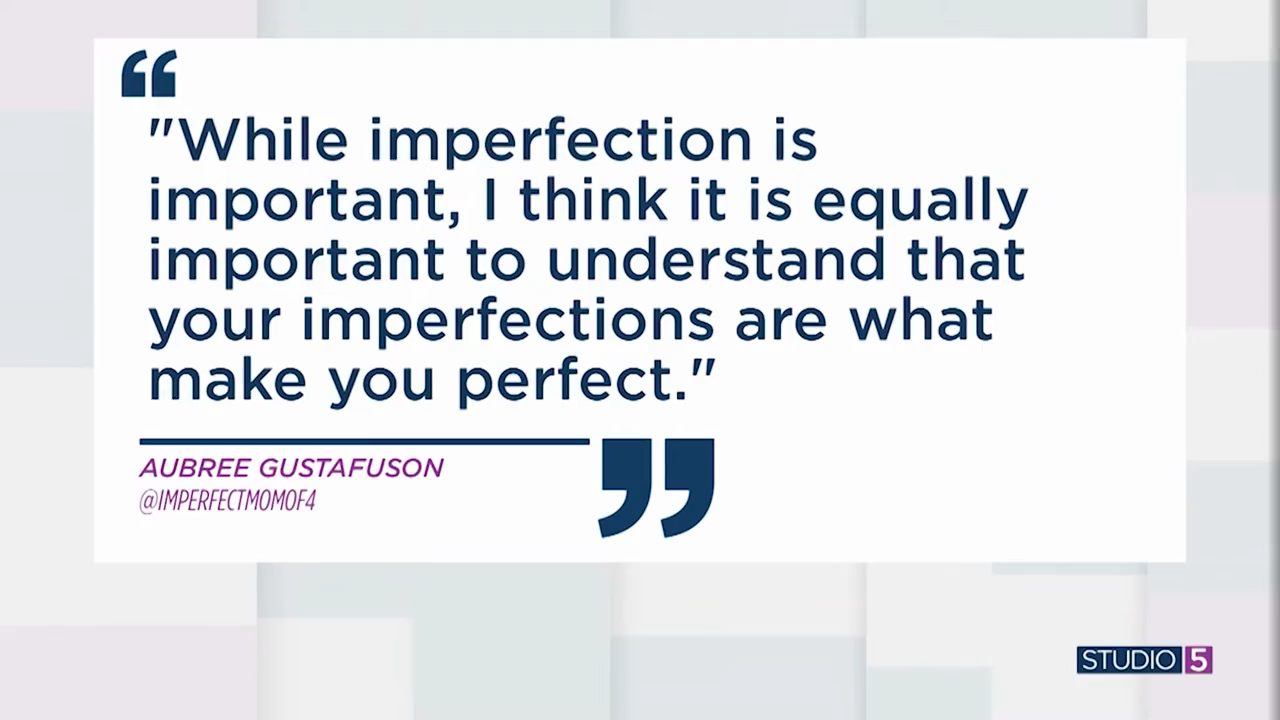 "While imperfection is
important, I think it is equally
important to understand that
your imperfections are what
make you perfect."
AUBREE GUSTAFUSON
@IMPERFECTMOMOF4
STUDIO 5